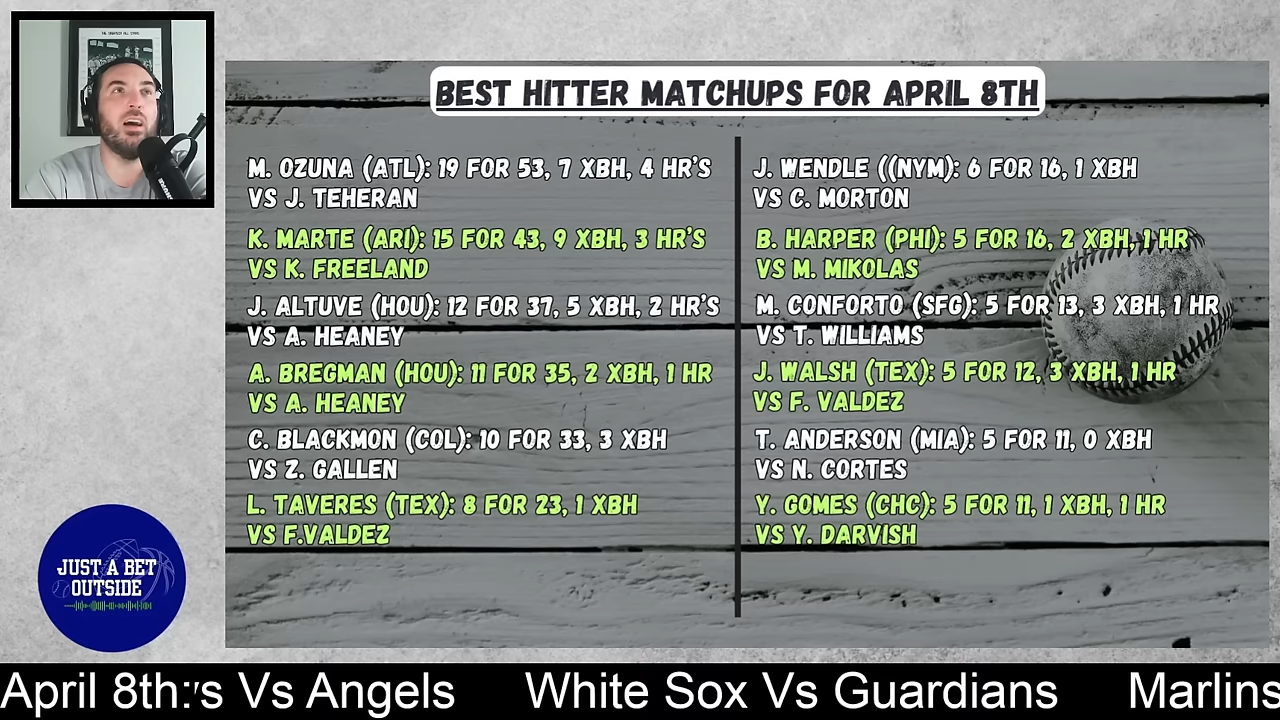 BEST HITTER MATCHUPS FOR APRIL 8TH
M. OZUNA (ATL): 19 FOR 53, 7 XBH, 4 HR'S
VS J. TEHERAN
K. MARTE (ARI): 15 FOR 43, 9 XBH, 3 HR'S
VS K. FREELAND
J. ALTUVE (HOU): 12 FOR 37, 5 XBH, 2 HR'S
VS A. HEANEY
A. BREGMAN (HOU): 11 FOR 35, 2 XBH, 1 HR
VS A. HEANEY
C. BLACKMON (COL): 10 FOR 33, 3 XBH
VS Z. GALLEN
L. TAVERES (TEX): 8 FOR 23, 1 XBH
VS F.VALDEZ
J. WENDLE ((NYM): 6 FOR 16, 1 XBH
VS C. MORTON
B. HARPER (PHI): 5 FOR 16, 2 XBH, 1 HR
VS M. MIKOLAS
M. CONFORTO (SFG): 5 FOR 13, 3 XBH, 1 HR
VS T. WILLIAMS
J. WALSH (TEX): 5 FOR 12, 3 XBH, 1 HR
VS F. VALDEZ
T. ANDERSON (MIA): 5 FOR 11, 0 XBH
VS N. CORTES
Y. GOMES (CHC): 5 FOR 11, 1 XBH, 1 HR
VS Y. DARVISH
JUST A BET
OUTSIDE
April 8th: s Vs Angels White Sox Vs Guardians Marlins